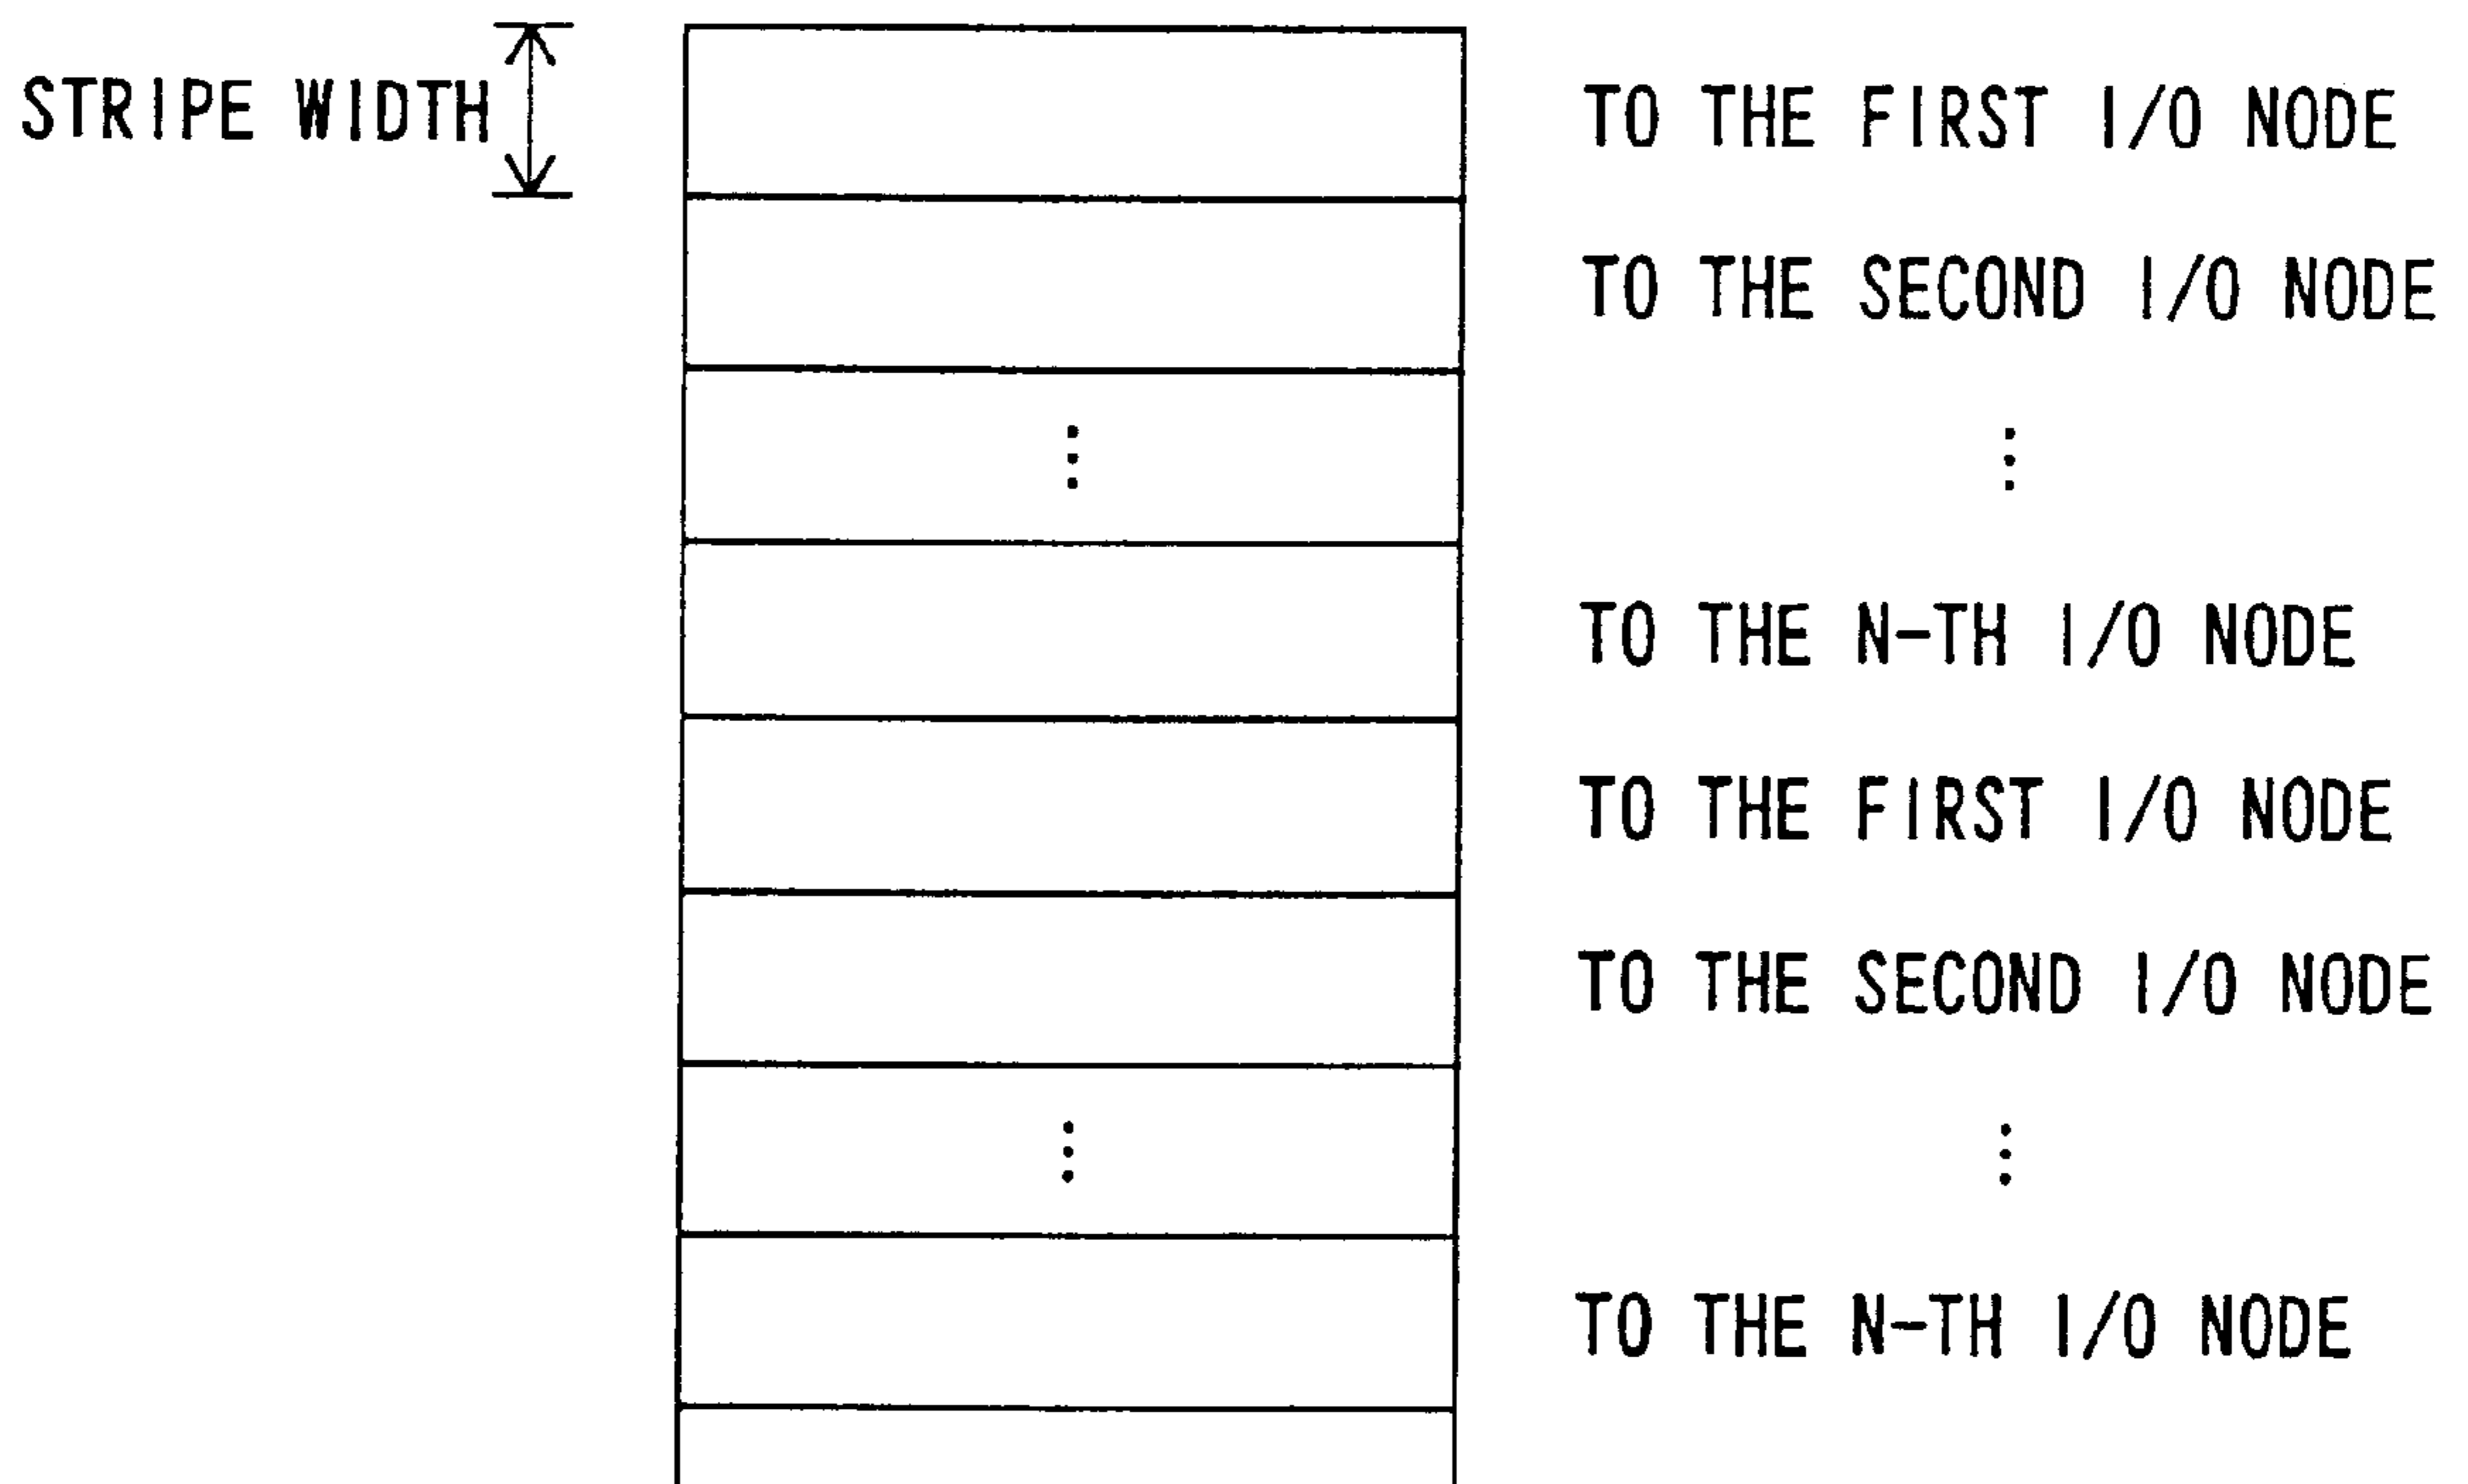 STRIPE WIDTH
TO THE FIRST I/O NODE
TO THE SECOND I/O NODE
⋮ ⋮
TO THE N-TH I/O NODE
TO THE FIRST I/O NODE
TO THE SECOND I/O NODE
⋮ ⋮
TO THE N-TH I/O NODE